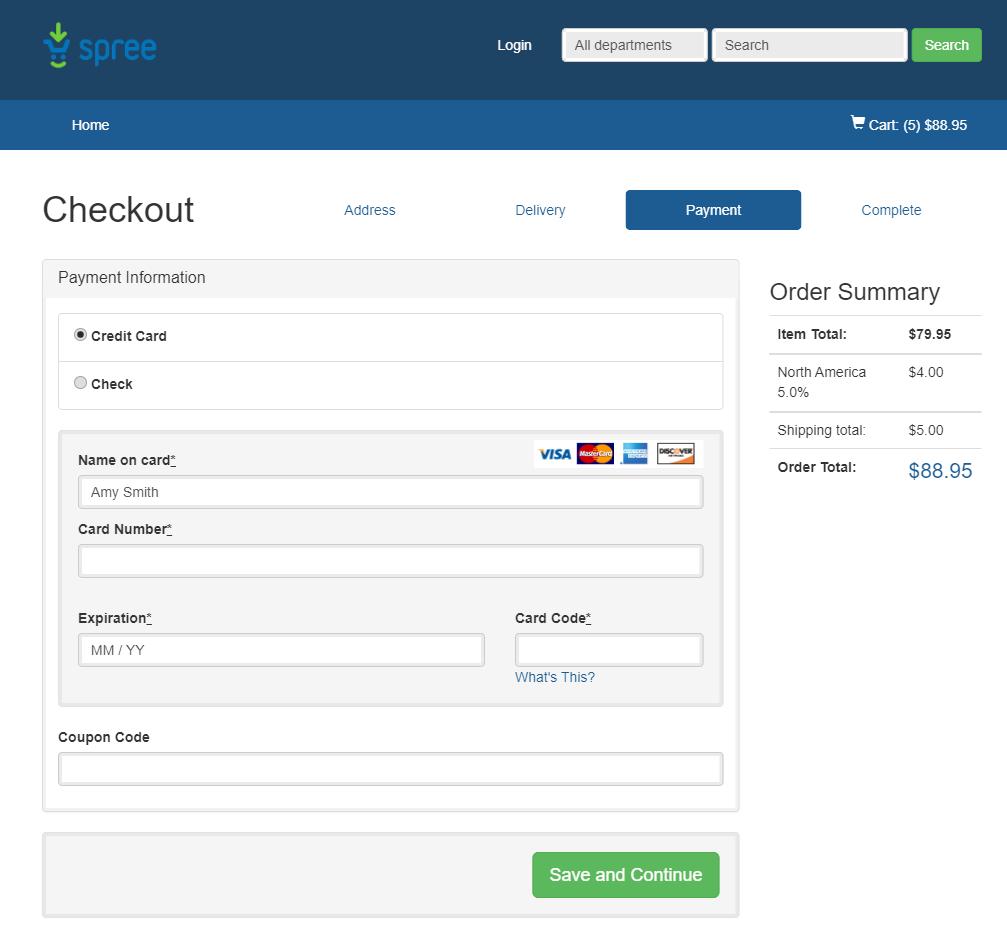 spree
Login
All departments
Search
Search
Home
Cart: (5) $88.95
Checkout
Address
Delivery
Payment
Complete
Payment Information
Credit Card
Check
VISA MasterCard DISCOVER
Name on card*
Amy Smith
Card Number*
Expiration*
MM / YY
Card Code*
What's This?
Coupon Code
Save and Continue
Order Summary
Item Total: $79.95
North America $4.00
5.0%
Shipping total: $5.00
Order Total: $88.95